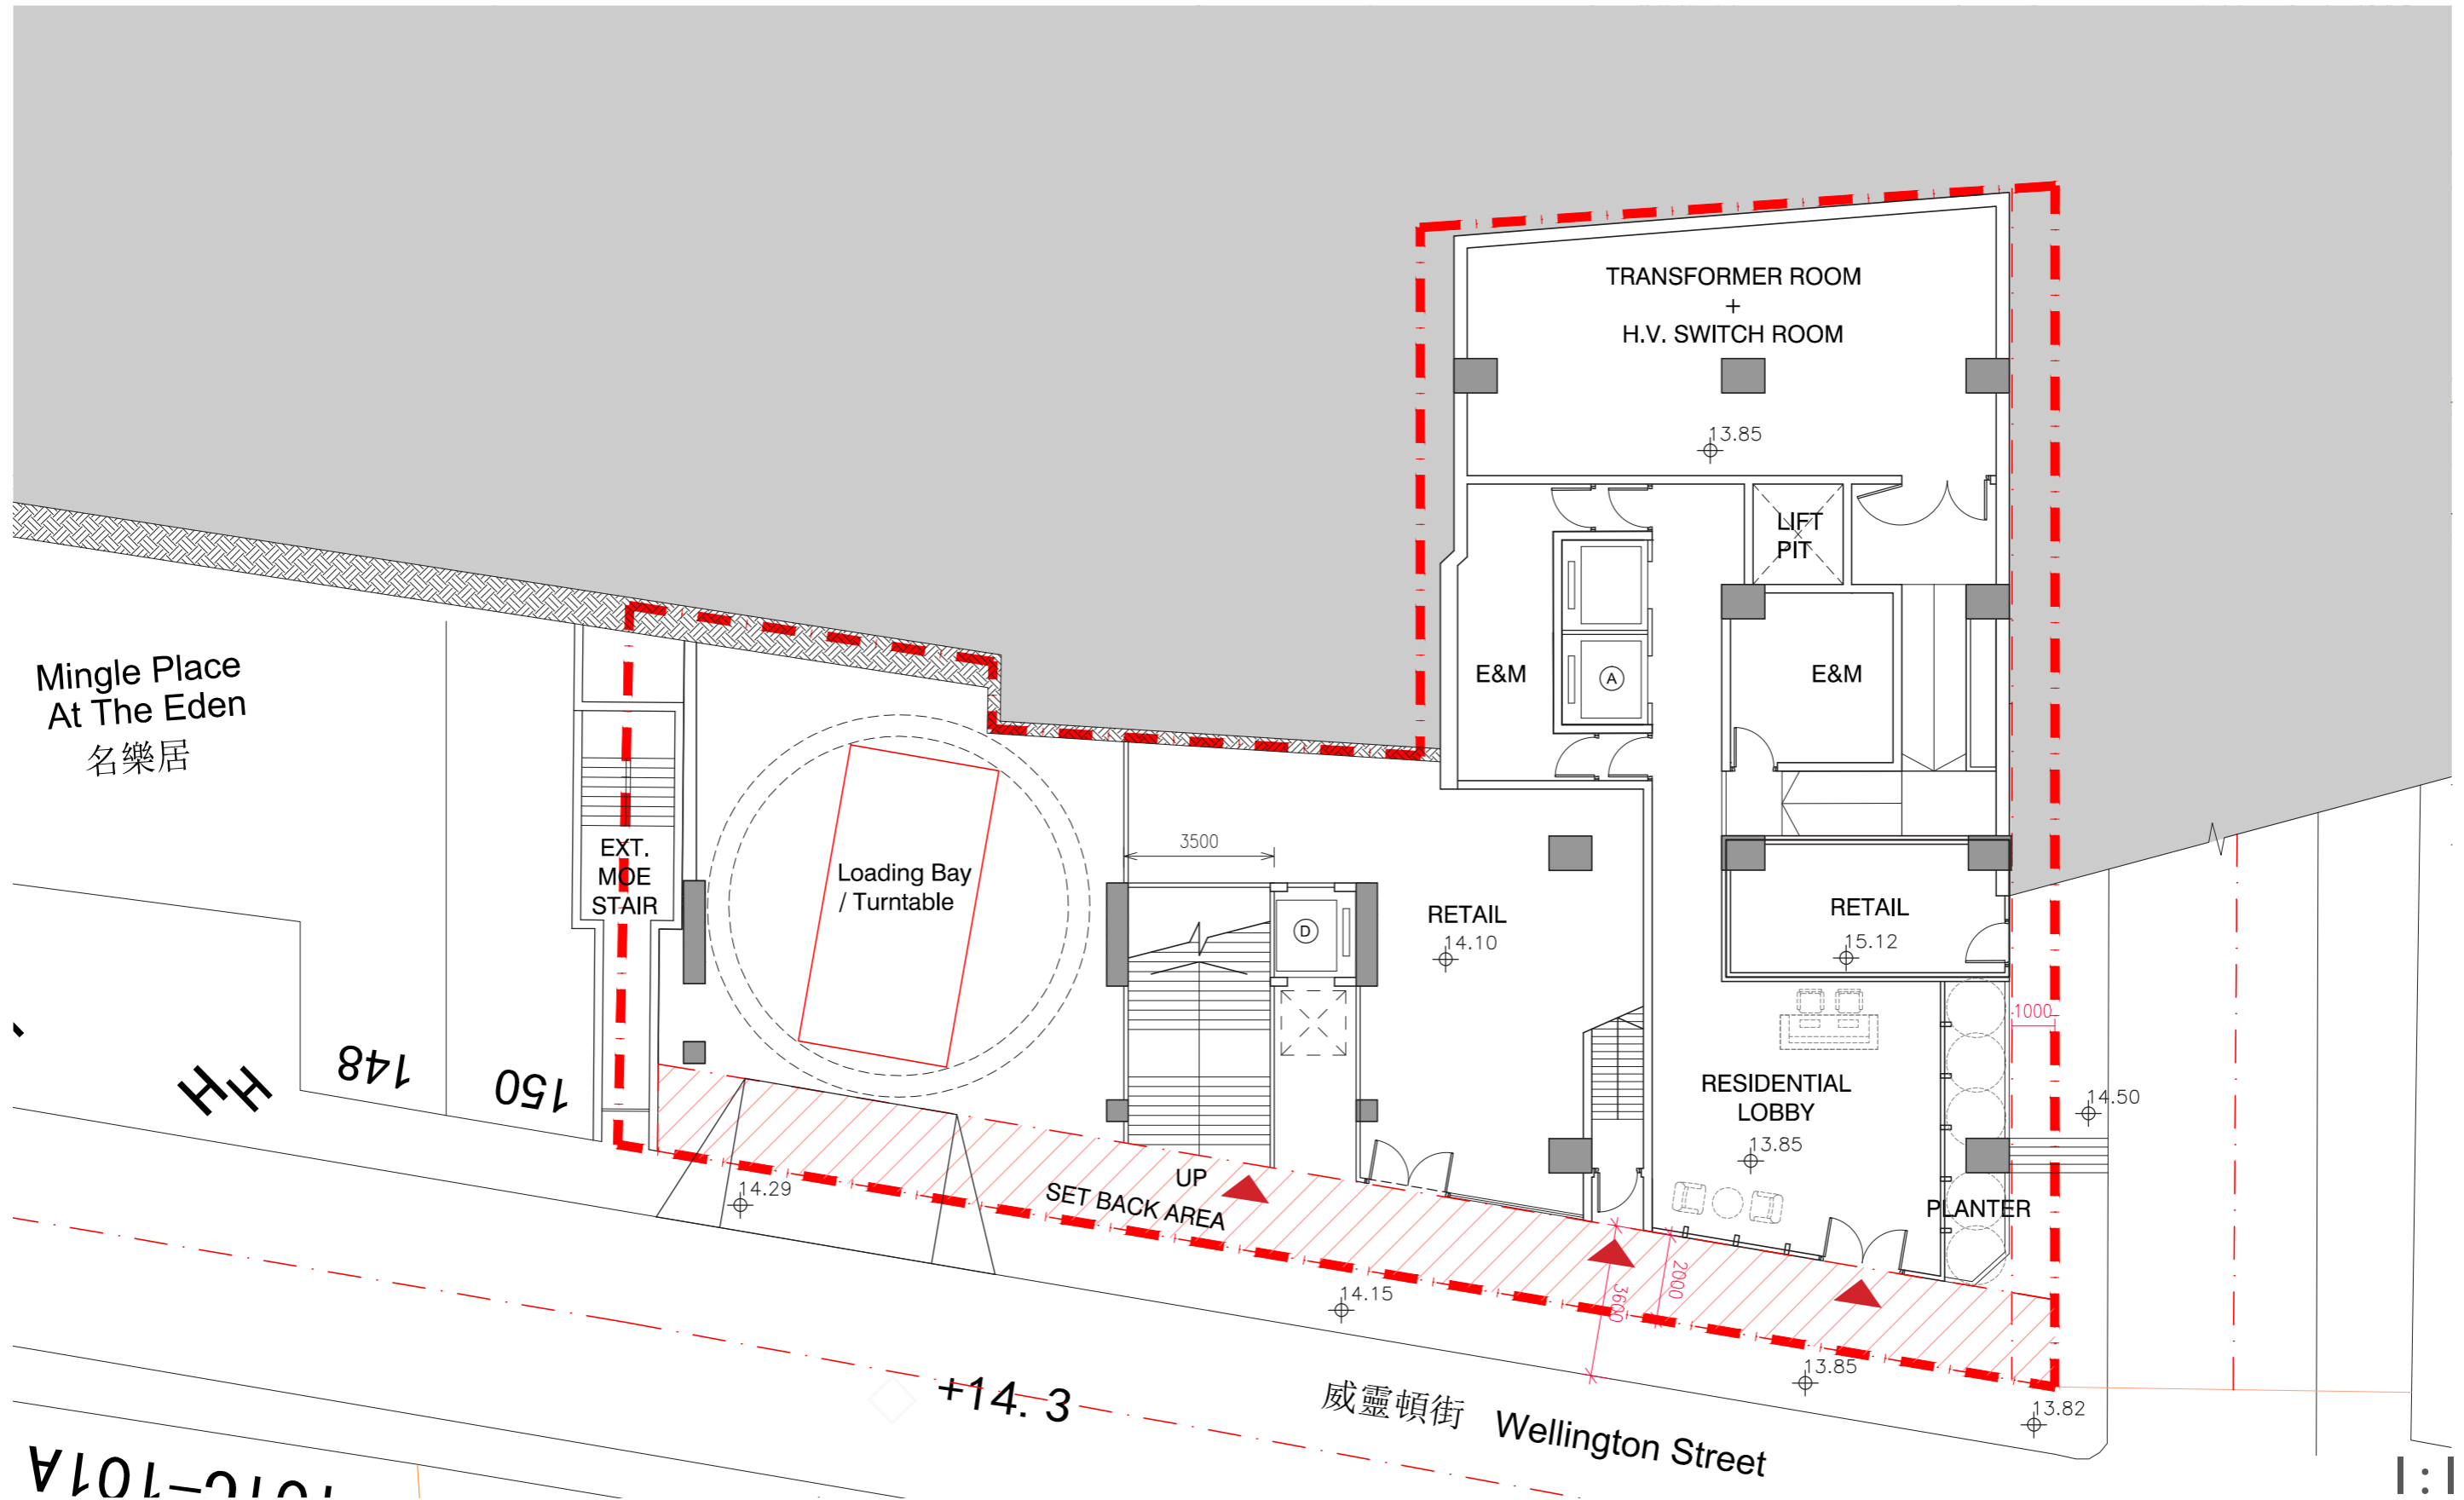 TRANSFORMER ROOM
+
H.V. SWITCH ROOM
13.85
LIFT
PIT
Mingle Place
At The Eden
名樂居
E&M
A
E&M
EXT.
MOE
STAIR
Loading Bay
/ Turntable
3500
D
RETAIL
14.10
RETAIL
15.12
1000
148
150
HH
RESIDENTIAL
LOBBY
13.85
14.50
PLANTER
14.29
UP
SET BACK AREA
2000
3600
14.15
13.85
13.82
+14. 3
威靈頓街 Wellington Street
101C-101A